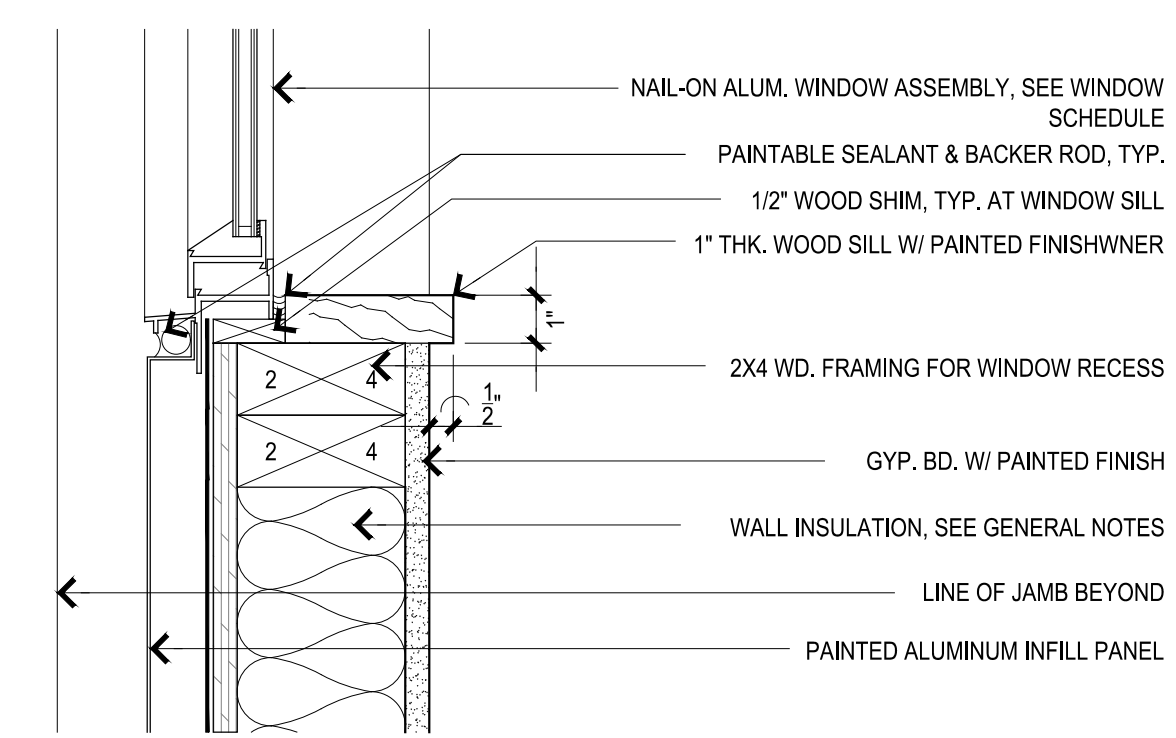 NAIL-ON ALUM. WINDOW ASSEMBLY, SEE WINDOW
SCHEDULE
PAINTABLE SEALANT & BACKER ROD, TYP.
1/2" WOOD SHIM, TYP. AT WINDOW SILL
1" THK. WOOD SILL W/ PAINTED FINISHWNER
1"
2X4 WD. FRAMING FOR WINDOW RECESS
2 4
1/2"
2 4
GYP. BD. W/ PAINTED FINISH
WALL INSULATION, SEE GENERAL NOTES
LINE OF JAMB BEYOND
PAINTED ALUMINUM INFILL PANEL